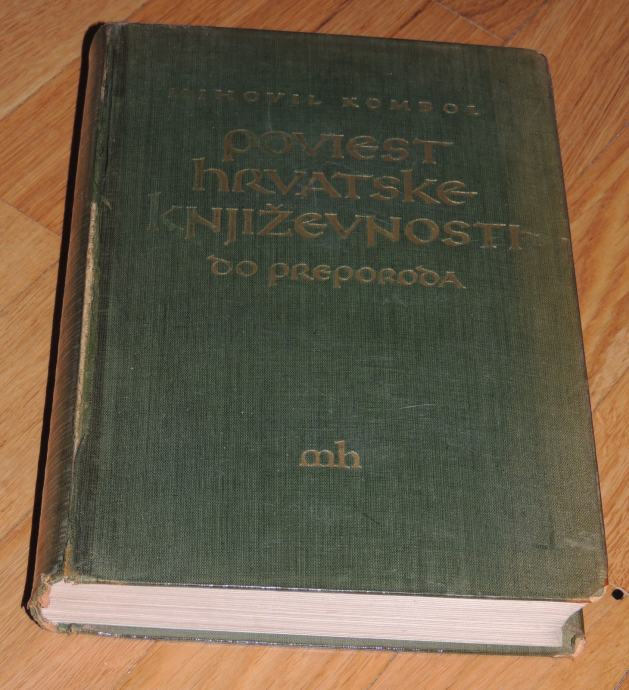 MIHOVIL KOMBOL
POVIEST
HRVATSKE
KNJIŽEVNOSTI
DO PREPORODA
mh